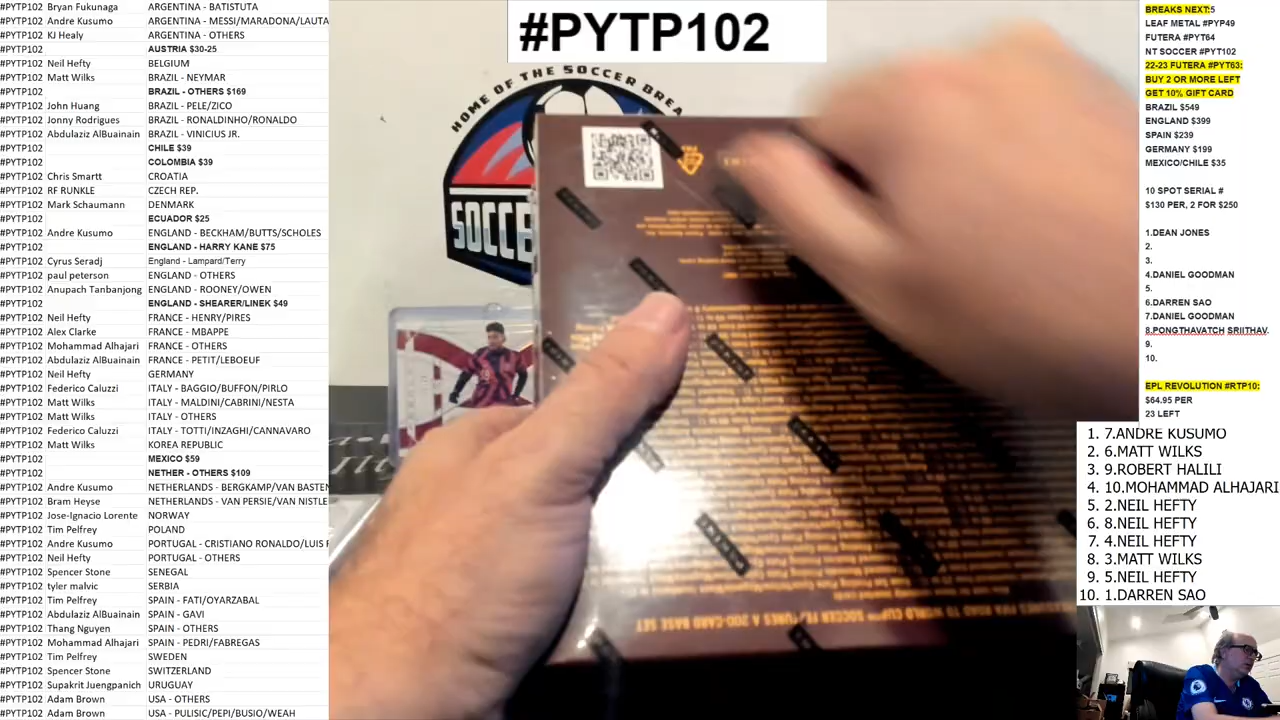 #PYTP102 Bryan Fukunaga ARGENTINA - BATISTUTA
#PYTP102 Andre Kusumo ARGENTINA - MESSI/MARADONA/LAUTA
#PYTP102 KJ Healy ARGENTINA - OTHERS
#PYTP102 AUSTRIA $30-25
#PYTP102 Neil Hefty BELGIUM
#PYTP102 Matt Wilks BRAZIL - NEYMAR
#PYTP102 BRAZIL - OTHERS $169
#PYTP102 John Huang BRAZIL - PELE/ZICO
#PYTP102 Jonny Rodrigues BRAZIL - RONALDINHO/RONALDO
#PYTP102 Abdulaziz AlBuainain BRAZIL - VINICIUS JR.
#PYTP102 CHILE $39
#PYTP102 COLOMBIA $39
#PYTP102 Chris Smartt CROATIA
#PYTP102 RF RUNKLE CZECH REP.
#PYTP102 Mark Schaumann DENMARK
#PYTP102 ECUADOR $25
#PYTP102 Andre Kusumo ENGLAND - BECKHAM/BUTTS/SCHOLES
#PYTP102 ENGLAND - HARRY KANE $75
#PYTP102 Cyrus Seradj England - Lampard/Terry
#PYTP102 paul peterson ENGLAND - OTHERS
#PYTP102 Anupach Tanbanjong ENGLAND - ROONEY/OWEN
#PYTP102 ENGLAND - SHEARER/LINEK $49
#PYTP102 Neil Hefty FRANCE - HENRY/PIRES
#PYTP102 Alex Clarke FRANCE - MBAPPE
#PYTP102 Mohammad Alhajari FRANCE - OTHERS
#PYTP102 Abdulaziz AlBuainain FRANCE - PETIT/LEBOEUF
#PYTP102 Neil Hefty GERMANY
#PYTP102 Federico Caluzzi ITALY - BAGGIO/BUFFON/PIRLO
#PYTP102 Matt Wilks ITALY - MALDINI/CABRINI/NESTA
#PYTP102 Matt Wilks ITALY - OTHERS
#PYTP102 Federico Caluzzi ITALY - TOTTI/INZAGHI/CANNAVARO
#PYTP102 Matt Wilks KOREA REPUBLIC
#PYTP102 MEXICO $59
#PYTP102 NETHER - OTHERS $109
#PYTP102 Andre Kusumo NETHERLANDS - BERGKAMP/VAN BASTEN
#PYTP102 Bram Heyse NETHERLANDS - VAN PERSIE/VAN NISTLE
#PYTP102 Jose-Ignacio Lorente NORWAY
#PYTP102 Tim Pelfrey POLAND
#PYTP102 Andre Kusumo PORTUGAL - CRISTIANO RONALDO/LUIS F
#PYTP102 Neil Hefty PORTUGAL - OTHERS
#PYTP102 Spencer Stone SENEGAL
#PYTP102 tyler malvic SERBIA
#PYTP102 Tim Pelfrey SPAIN - FATI/OYARZABAL
#PYTP102 Abdulaziz AlBuainain SPAIN - GAVI
#PYTP102 Thang Nguyen SPAIN - OTHERS
#PYTP102 Mohammad Alhajari SPAIN - PEDRI/FABREGAS
#PYTP102 Tim Pelfrey SWEDEN
#PYTP102 Spencer Stone SWITZERLAND
#PYTP102 Supakrit Juengpanich URUGUAY
#PYTP102 Adam Brown USA - OTHERS
#PYTP102 Adam Brown USA - PULISIC/PEPI/BUSIO/WEAH
#PYTP102
HOME OF THE SOCCER BREA
SOCCE
FIFA ROAD TO WORLD CUP™ SOCCER FEATURES A 200-CARD BASE SET
BREAKS NEXT:5
LEAF METAL #PYP49
FUTERA #PYT64
NT SOCCER #PYT102
22-23 FUTERA #PYT63:
BUY 2 OR MORE LEFT
GET 10% GIFT CARD
BRAZIL $549
ENGLAND $399
SPAIN $239
GERMANY $199
MEXICO/CHILE $35
10 SPOT SERIAL #
$130 PER, 2 FOR $250
1.DEAN JONES
2.
3.
4.DANIEL GOODMAN
5.
6.DARREN SAO
7.DANIEL GOODMAN
8.PONGTHAVATCH SRIITHAV.
9.
10.
EPL REVOLUTION #RTP10:
$64.95 PER
23 LEFT
1. 7.ANDRE KUSUMO
2. 6.MATT WILKS
3. 9.ROBERT HALILI
4. 10.MOHAMMAD ALHAJARI
5. 2.NEIL HEFTY
6. 8.NEIL HEFTY
7. 4.NEIL HEFTY
8. 3.MATT WILKS
9. 5.NEIL HEFTY
10. 1.DARREN SAO